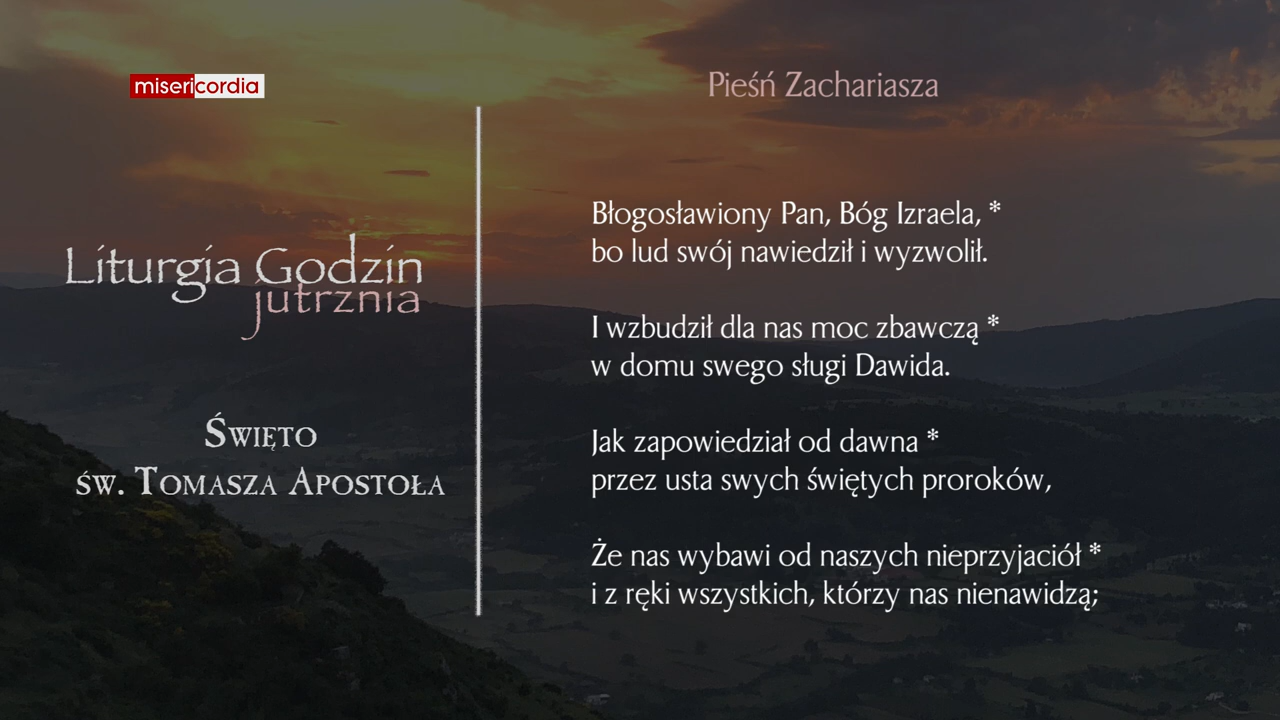 misericordia
Liturgia Godzin
jutrznia
Święto
św. Tomasza Apostoła
Pieśń Zachariasza
Błogosławiony Pan, Bóg Izraela, *
bo lud swój nawiedził i wyzwolił.
I wzbudził dla nas moc zbawczą *
w domu swego sługi Dawida.
Jak zapowiedział od dawna *
przez usta swych świętych proroków,
Że nas wybawi od naszych nieprzyjaciół *
i z ręki wszystkich, którzy nas nienawidzą;